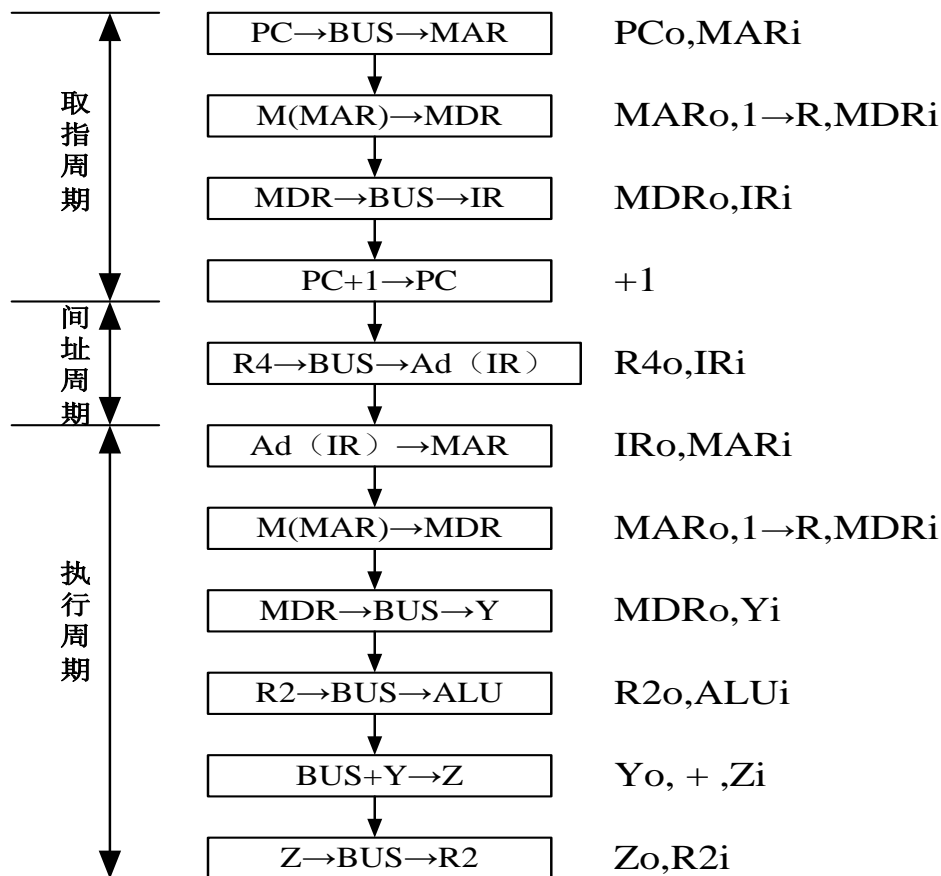 PC→BUS→MAR PCo,MARi
取指周期
M(MAR)→MDR MARo,1→R,MDRi
MDR→BUS→IR MDRo,IRi
PC+1→PC +1
间址周期
R4→BUS→Ad（IR） R4o,IRi
Ad（IR）→MAR IRo,MARi
M(MAR)→MDR MARo,1→R,MDRi
执行周期
MDR→BUS→Y MDRo,Yi
R2→BUS→ALU R2o,ALUi
BUS+Y→Z Yo, + ,Zi
Z→BUS→R2 Zo,R2i